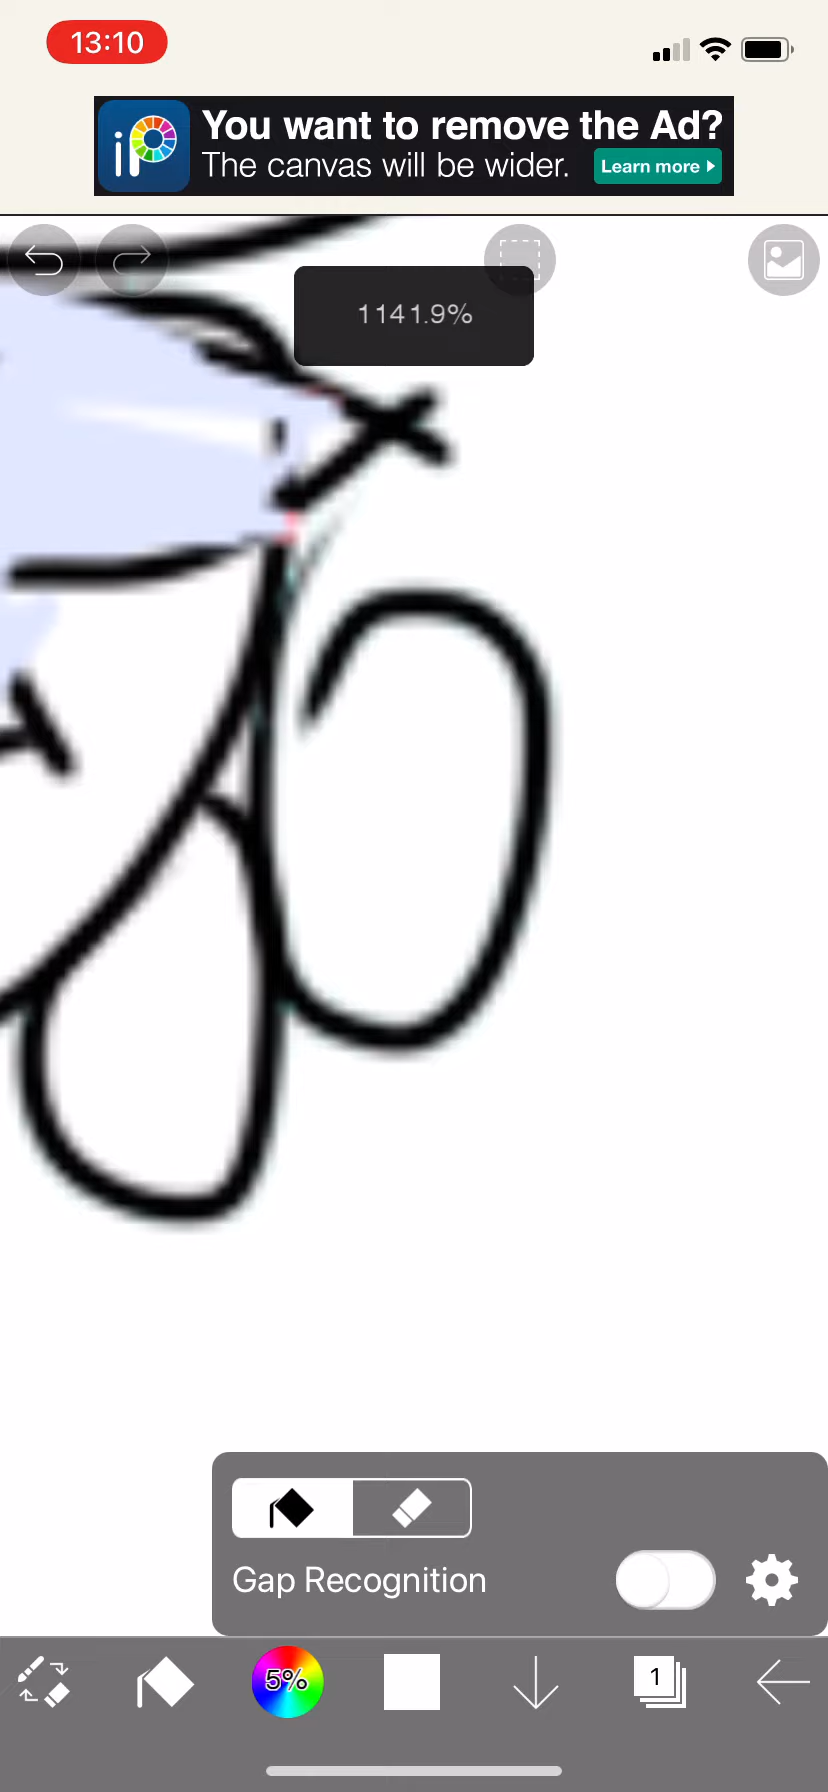 13:10
iP
You want to remove the Ad?
The canvas will be wider.
Learn more
1141.9%
Gap Recognition
5%
1